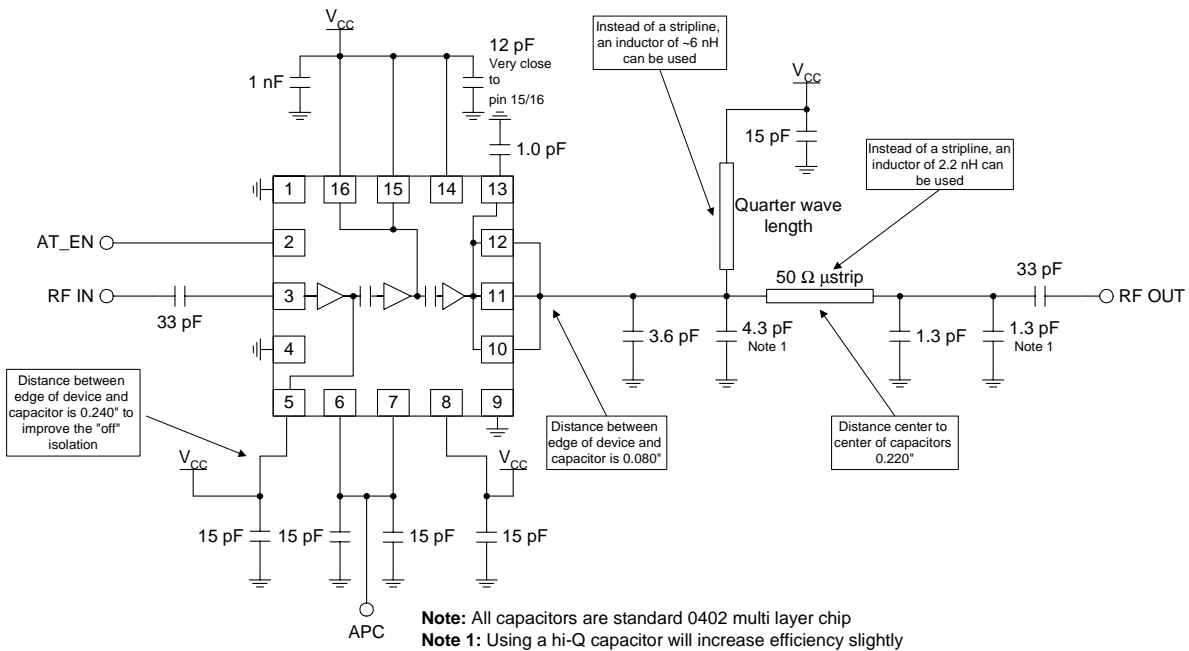 V_CC
12 pF
Very close
to
pin 15/16
1 nF
1.0 pF
Instead of a stripline,
an inductor of ~6 nH
can be used
V_CC
15 pF
Instead of a stripline, an
inductor of 2.2 nH can
be used
Quarter wave
length
1
16
15
14
13
AT_EN
2
12
RF IN
33 pF
3
11
4
10
5
6
7
8
9
50 Ω µstrip
33 pF
RF OUT
3.6 pF
4.3 pF
Note 1
1.3 pF
1.3 pF
Note 1
Distance between
edge of device and
capacitor is 0.240" to
improve the "off"
isolation
Distance between
edge of device and
capacitor is 0.080"
Distance center to
center of capacitors
0.220"
V_CC
V_CC
15 pF
15 pF
15 pF
15 pF
APC
Note: All capacitors are standard 0402 multi layer chip
Note 1: Using a hi-Q capacitor will increase efficiency slightly